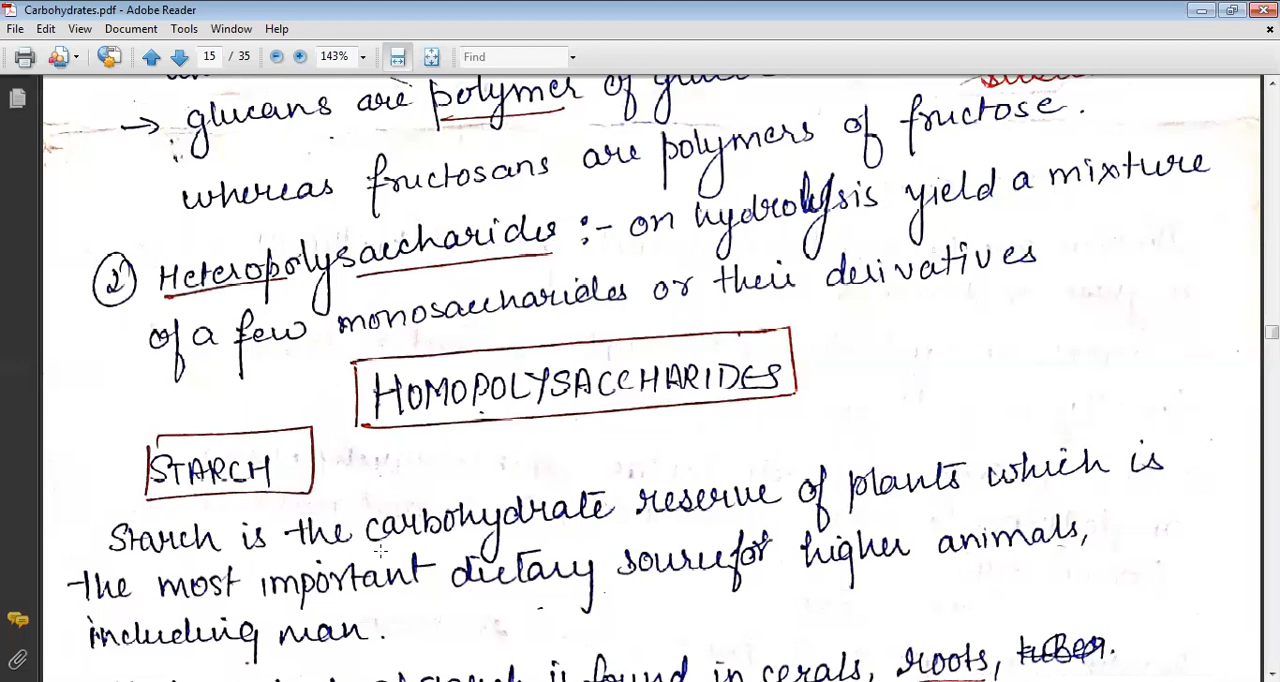 Carbohydrates.pdf - Adobe Reader
File Edit View Document Tools Window Help
15 / 35 143% Find
→ glucans are polymer of
whereas fructosans are polymers of fructose.
② Heteropolysaccharides :- on hydrolysis yield a mixture
of a few monosaccharides or their derivatives
HOMOPOLYSACCHARIDES
STARCH
Starch is the carbohydrate reserve of plants which is
the most important dietary source for higher animals,
including man.
is found in cerals, roots,